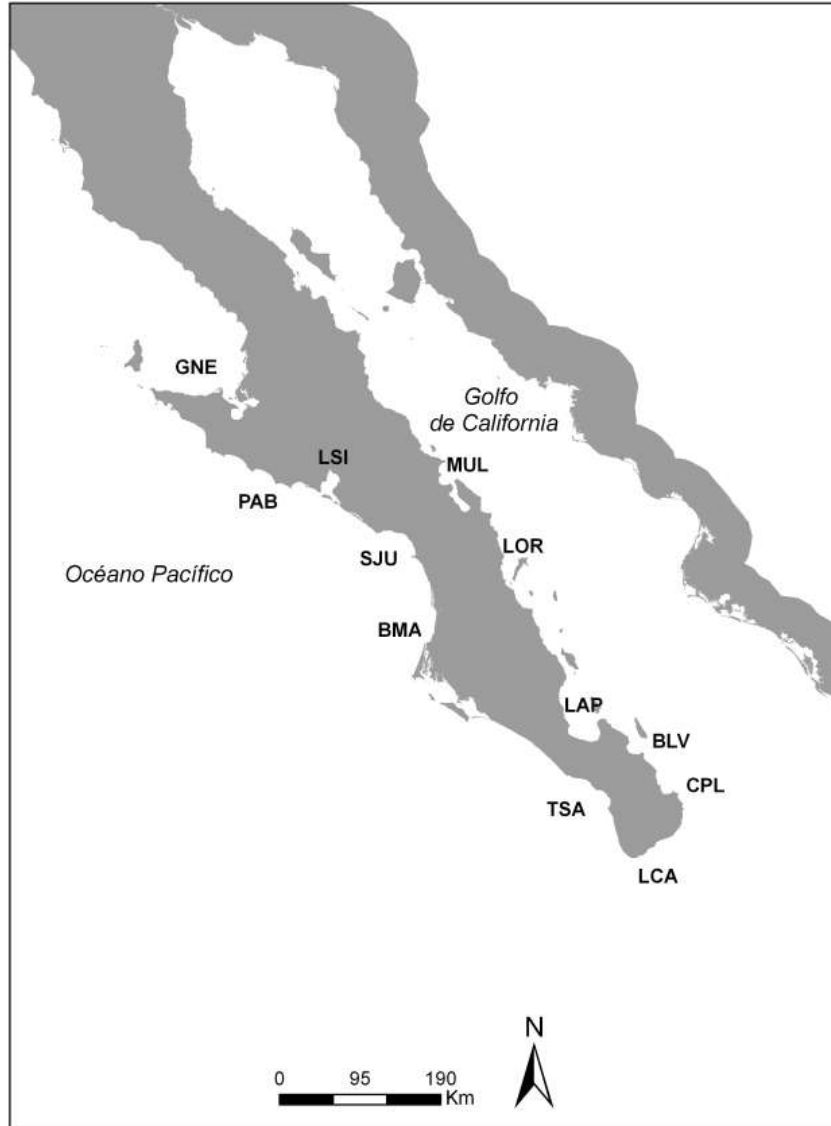 GNE
Golfo
de California
LSI
MUL
PAB
LOR
SJU
Océano Pacífico
BMA
LAP
BLV
CPL
TSA
LCA
N
0 95 190
Km